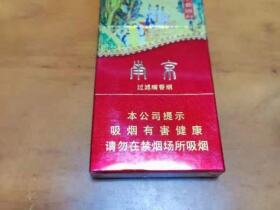 南京
过滤嘴香烟
本公司提示
吸烟有害健康
请勿在禁烟场所吸烟